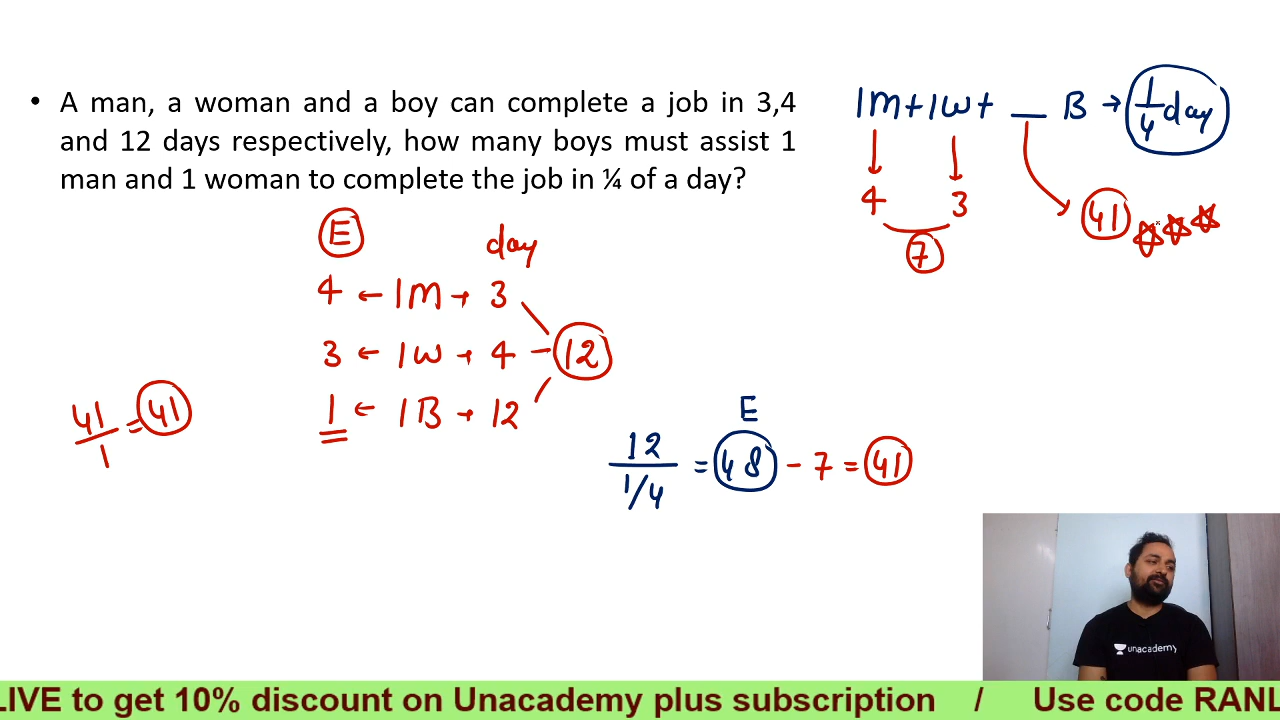 • A man, a woman and a boy can complete a job in 3,4
and 12 days respectively, how many boys must assist 1
man and 1 woman to complete the job in ¼ of a day?
1M+1W+ __ B → 1/4 day
4 3 41
7
E day
4 ← 1M → 3
3 ← 1W → 4 – 12
1 ← 1B → 12
41/1 = 41
E
12/1/4 = 48 - 7 = 41
unacademy
LIVE to get 10% discount on Unacademy plus subscription / Use code RANL